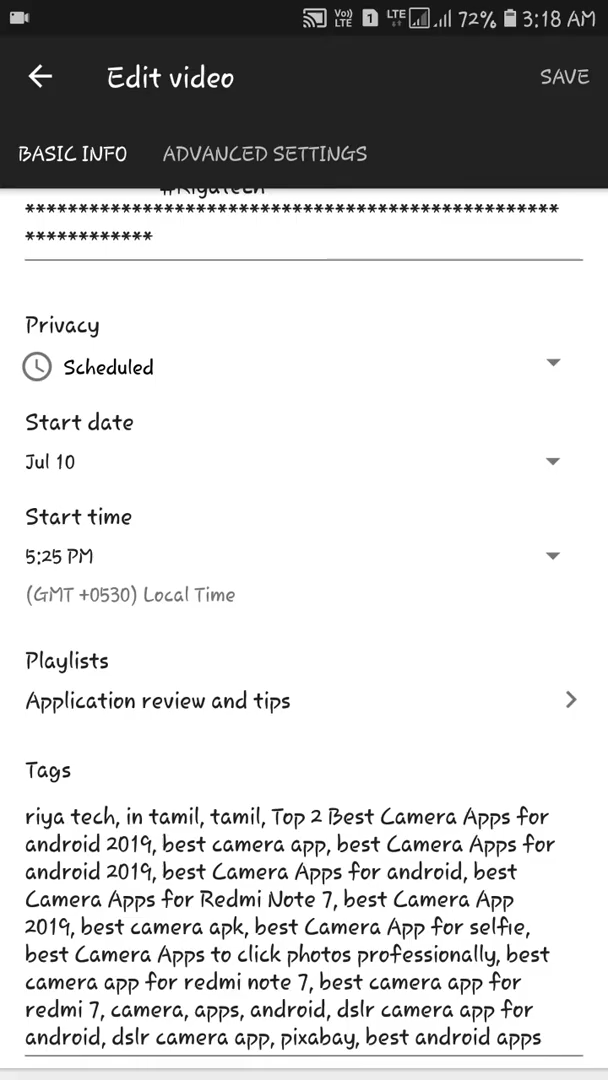 Vo)) LTE 1 LTE 72% 3:18 AM
Edit video SAVE
BASIC INFO ADVANCED SETTINGS
#RiyaTech
**************************************************
************
Privacy
Scheduled
Start date
Jul 10
Start time
5:25 PM
(GMT +0530) Local Time
Playlists
Application review and tips
Tags
riya tech, in tamil, tamil, Top 2 Best Camera Apps for
android 2019, best camera app, best Camera Apps for
android 2019, best Camera Apps for android, best
Camera Apps for Redmi Note 7, best Camera App
2019, best camera apk, best Camera App for selfie,
best Camera Apps to click photos professionally, best
camera app for redmi note 7, best camera app for
redmi 7, camera, apps, android, dslr camera app for
android, dslr camera app, pixabay, best android apps